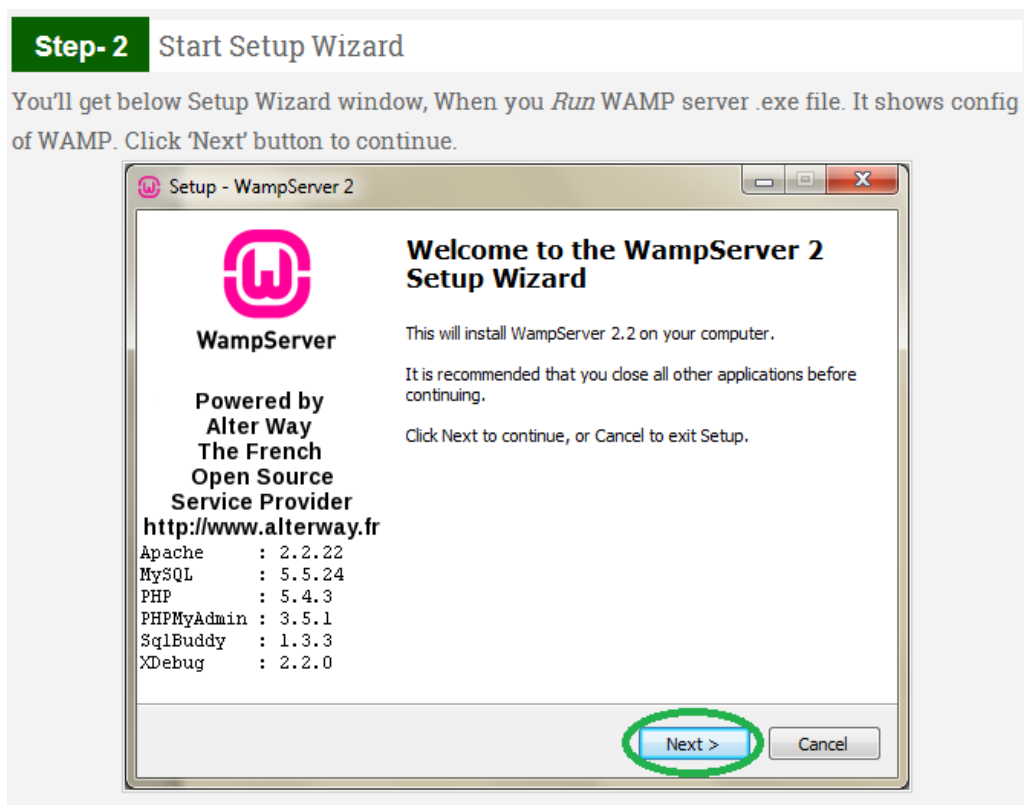 Step- 2 Start Setup Wizard
You'll get below Setup Wizard window, When you Run WAMP server .exe file. It shows config
of WAMP. Click ‘Next’ button to continue.
Setup - WampServer 2
WampServer
Powered by
Alter Way
The French
Open Source
Service Provider
http://www.alterway.fr
Apache : 2.2.22
MySQL : 5.5.24
PHP : 5.4.3
PHPMyAdmin : 3.5.1
SqlBuddy : 1.3.3
XDebug : 2.2.0
Welcome to the WampServer 2
Setup Wizard
This will install WampServer 2.2 on your computer.
It is recommended that you close all other applications before
continuing.
Click Next to continue, or Cancel to exit Setup.
Next >
Cancel